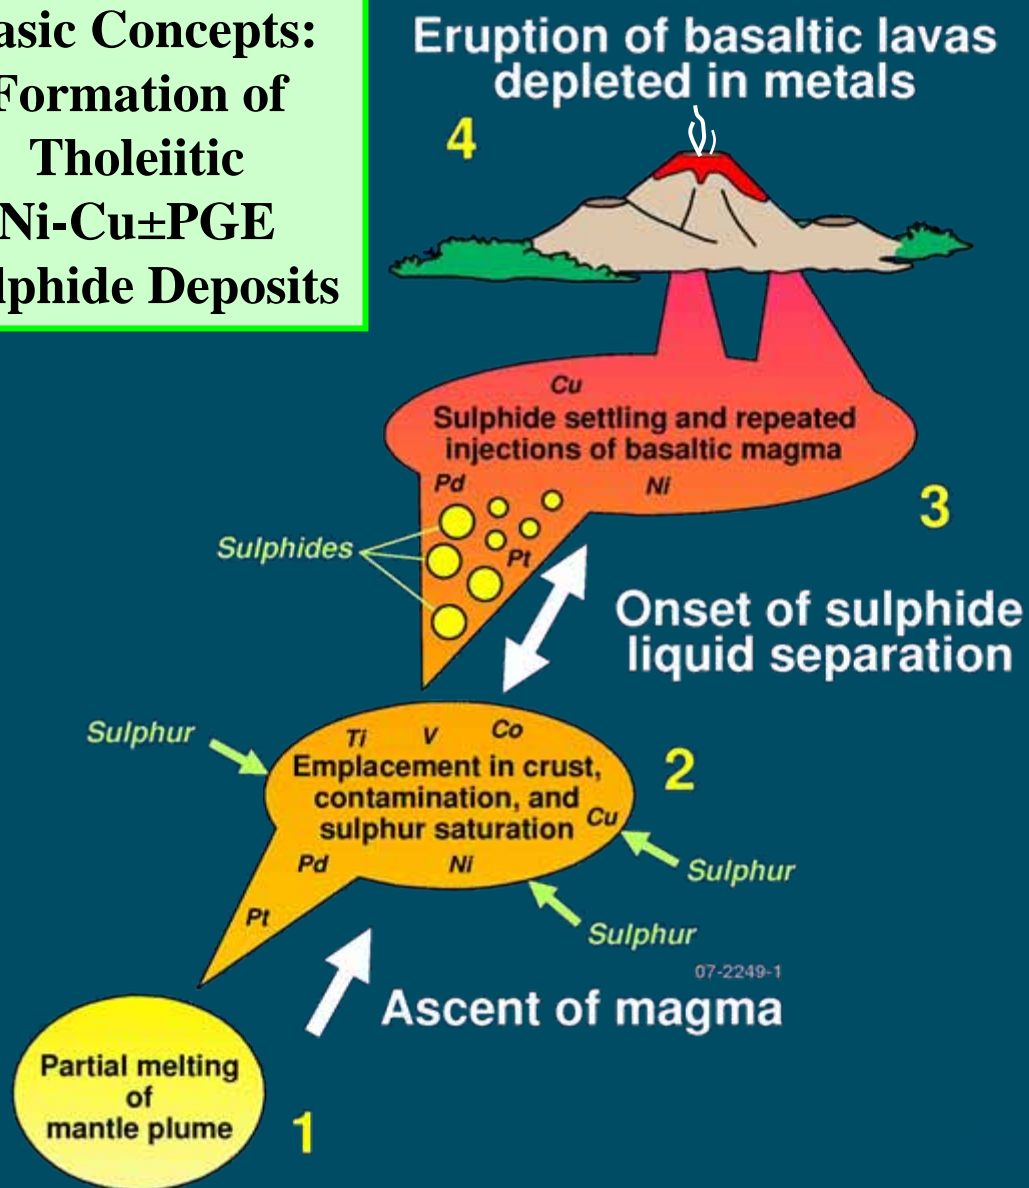 asic Concepts:
Formation of
Tholeiitic
Ni-Cu±PGE
lphide Deposits
Eruption of basaltic lavas
depleted in metals
4
Cu
Sulphide settling and repeated
injections of basaltic magma
Pd
Ni
3
Sulphides
Pt
Onset of sulphide
liquid separation
Sulphur
Ti V Co
Emplacement in crust,
contamination, and
sulphur saturation
Cu
2
Pd
Ni
Sulphur
Pt
Sulphur
07-2249-1
Ascent of magma
Partial melting
of
mantle plume
1